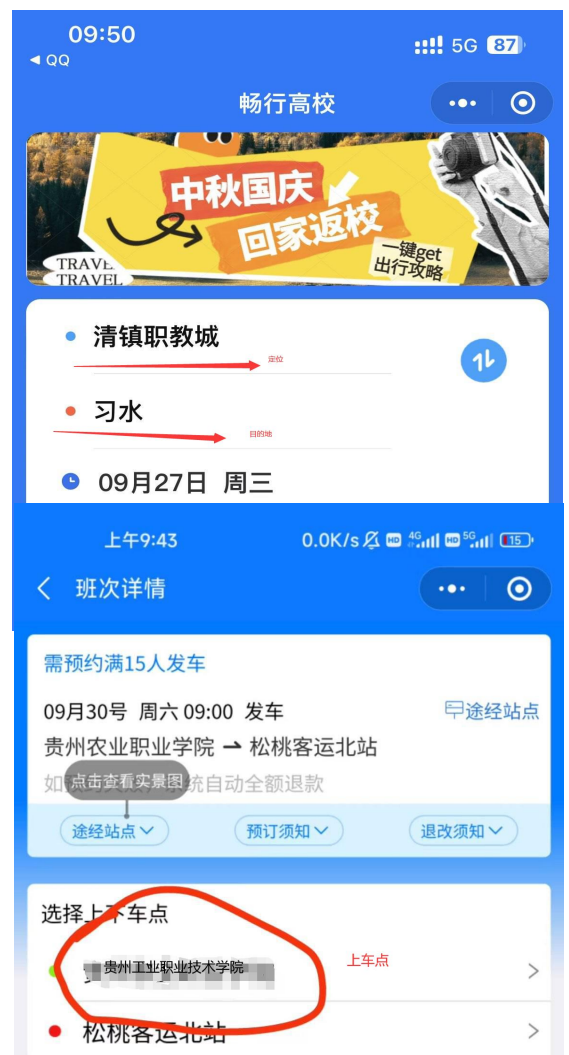 09:50
5G 87
QQ
畅行高校
中秋国庆
回家返校
一键get
出行攻略
TRAVEL
TRAVEL
清镇职教城
定位
习水
目的地
09月27日 周三
上午9:43
0.0K/s HD 4G HD 5G 15
班次详情
需预约满15人发车
09月30号 周六 09:00 发车
途经站点
贵州农业职业学院 松桃客运北站
点击查看实景图
如 统自动全额退款
途经站点
预订须知
退改须知
选择上下车点
贵州工业职业技术学院
上车点
松桃客运北站